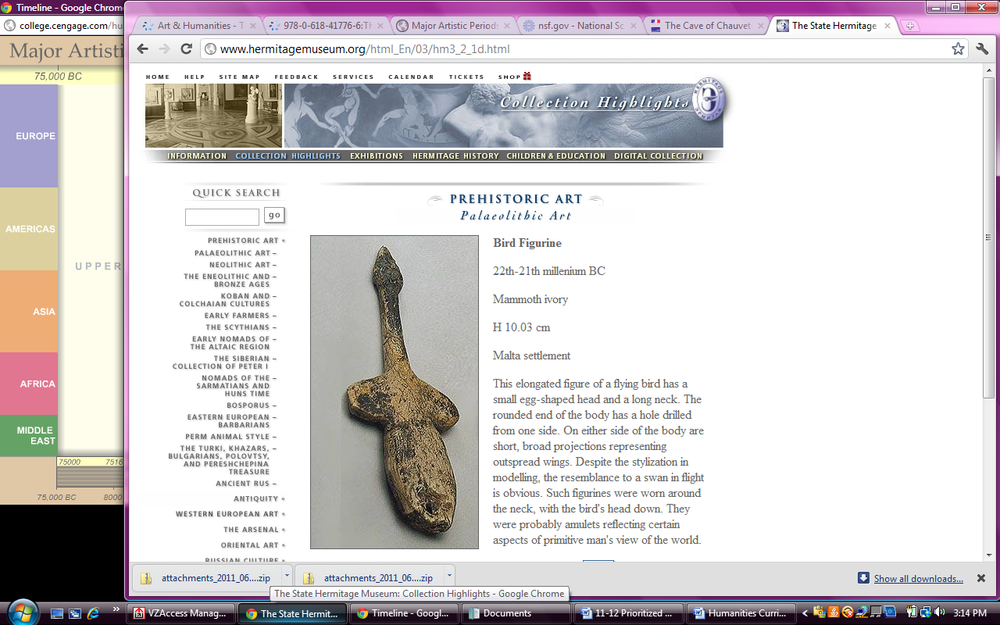 Timeline - Google Chrome
college.cengage.com/hu
Major Artisti
75,000 BC
EUROPE
AMERICAS
ASIA
AFRICA
MIDDLE
EAST
UPPER
75000 7516
75,000 BC 8000
Art & Humanities - T
978-0-618-41776-6:Th
Major Artistic Periods
nsf.gov - National Sc
The Cave of Chauvet
The State Hermitage
www.hermitagemuseum.org/html_En/03/hm3_2_1d.html
HOME HELP SITE MAP FEEDBACK SERVICES CALENDAR TICKETS SHOP
Collection Highlights
INFORMATION COLLECTION HIGHLIGHTS EXHIBITIONS HERMITAGE HISTORY CHILDREN & EDUCATION DIGITAL COLLECTION
QUICK SEARCH
go
PREHISTORIC ART
PALAEOLITHIC ART –
NEOLITHIC ART –
THE ENEOLITHIC AND –
BRONZE AGES
KOBAN AND –
COLCHAIAN CULTURES
EARLY FARMERS –
THE SCYTHIANS –
EARLY NOMADS OF –
THE ALTAIC REGION
THE SIBERIAN –
COLLECTION OF PETER I
NOMADS OF THE –
SARMATIANS AND
HUNS TIME
BOSPORUS –
EASTERN EUROPEAN –
BARBARIANS
PERM ANIMAL STYLE –
THE TURKI, KHAZARS, –
BULGARIANS, POLOVTSY,
AND PERESHCHEPINA
TREASURE
ANCIENT RUS –
ANTIQUITY
WESTERN EUROPEAN ART
THE ARSENAL
ORIENTAL ART
RUSSIAN CULTURE
PREHISTORIC ART
Palaeolithic Art
Bird Figurine
22th-21th millenium BC
Mammoth ivory
H 10.03 cm
Malta settlement
This elongated figure of a flying bird has a
small egg-shaped head and a long neck. The
rounded end of the body has a hole drilled
from one side. On either side of the body are
short, broad projections representing
outspread wings. Despite the stylization in
modelling, the resemblance to a swan in flight
is obvious. Such figurines were worn around
the neck, with the bird's head down. They
were probably amulets reflecting certain
aspects of primitive man's view of the world.
attachments_2011_06....zip
attachments_2011_06....zip
Show all downloads...
The State Hermitage Museum: Collection Highlights - Google Chrome
VZAccess Manag...
The State Hermit...
Timeline - Googl...
Documents
11-12 Prioritized ...
Humanities Curri...
3:14 PM